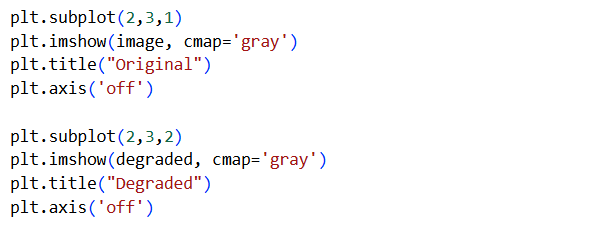 plt.subplot(2,3,1)
plt.imshow(image, cmap='gray')
plt.title("Original")
plt.axis('off')

plt.subplot(2,3,2)
plt.imshow(degraded, cmap='gray')
plt.title("Degraded")
plt.axis('off')